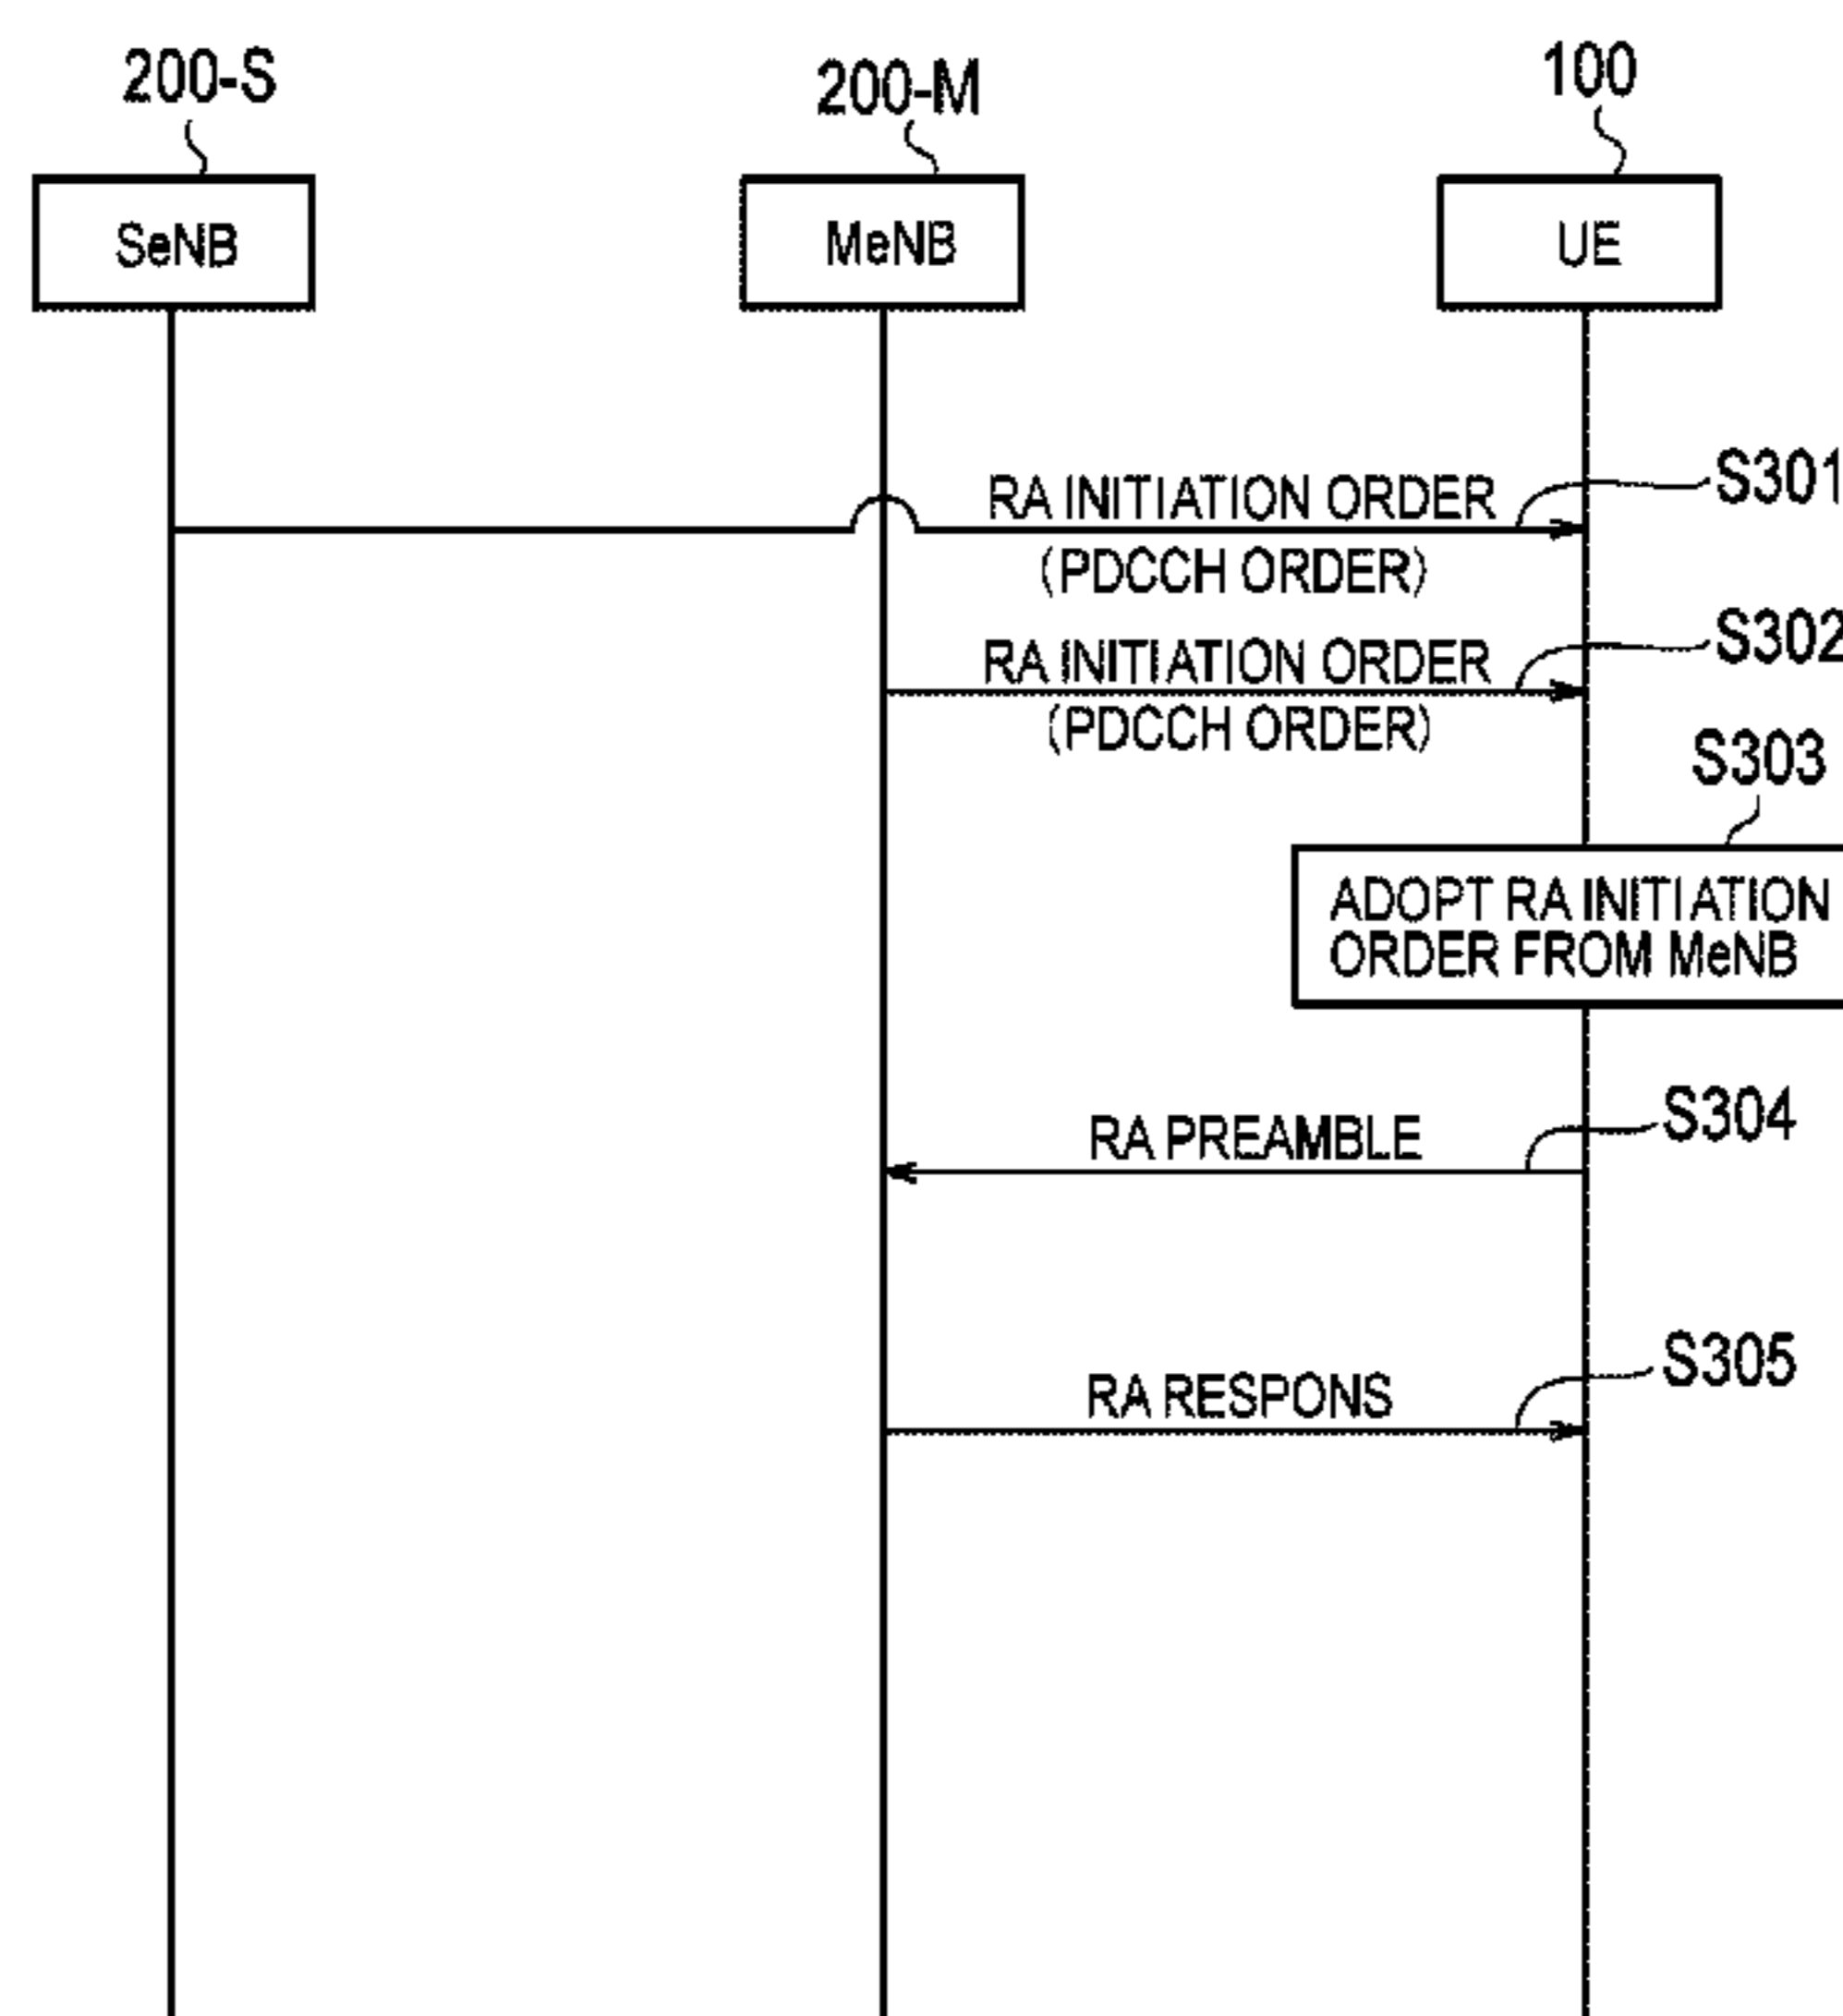 200-S
200-M
100
SeNB
MeNB
UE
RA INITIATION ORDER
S301
(PDCCH ORDER)
RA INITIATION ORDER
S302
(PDCCH ORDER)
S303
ADOPT RA INITIATION
ORDER FROM MeNB
RA PREAMBLE
S304
RA RESPONS
S305